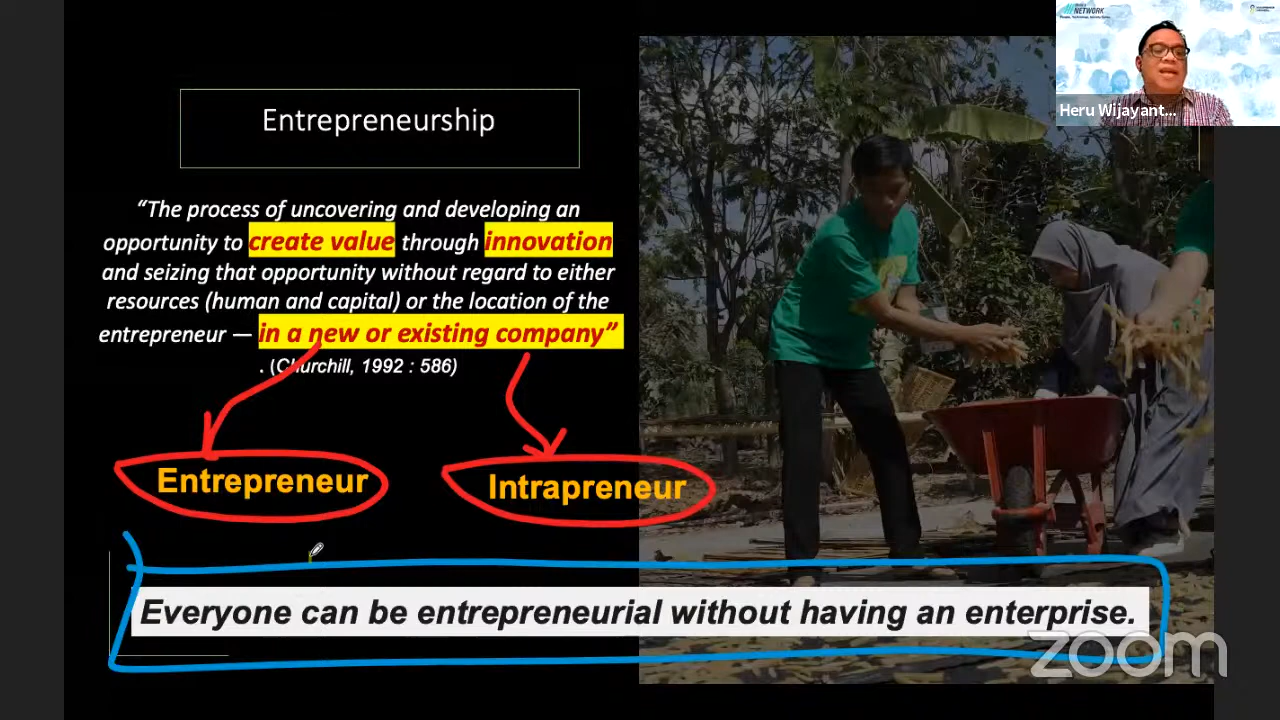 NETWORK
Heru Wijayant...
Entrepreneurship
“The process of uncovering and developing an
opportunity to create value through innovation
and seizing that opportunity without regard to either
resources (human and capital) or the location of the
entrepreneur — in a new or existing company”
. (Churchill, 1992 : 586)
Entrepreneur
Intrapreneur
Everyone can be entrepreneurial without having an enterprise.
zoom